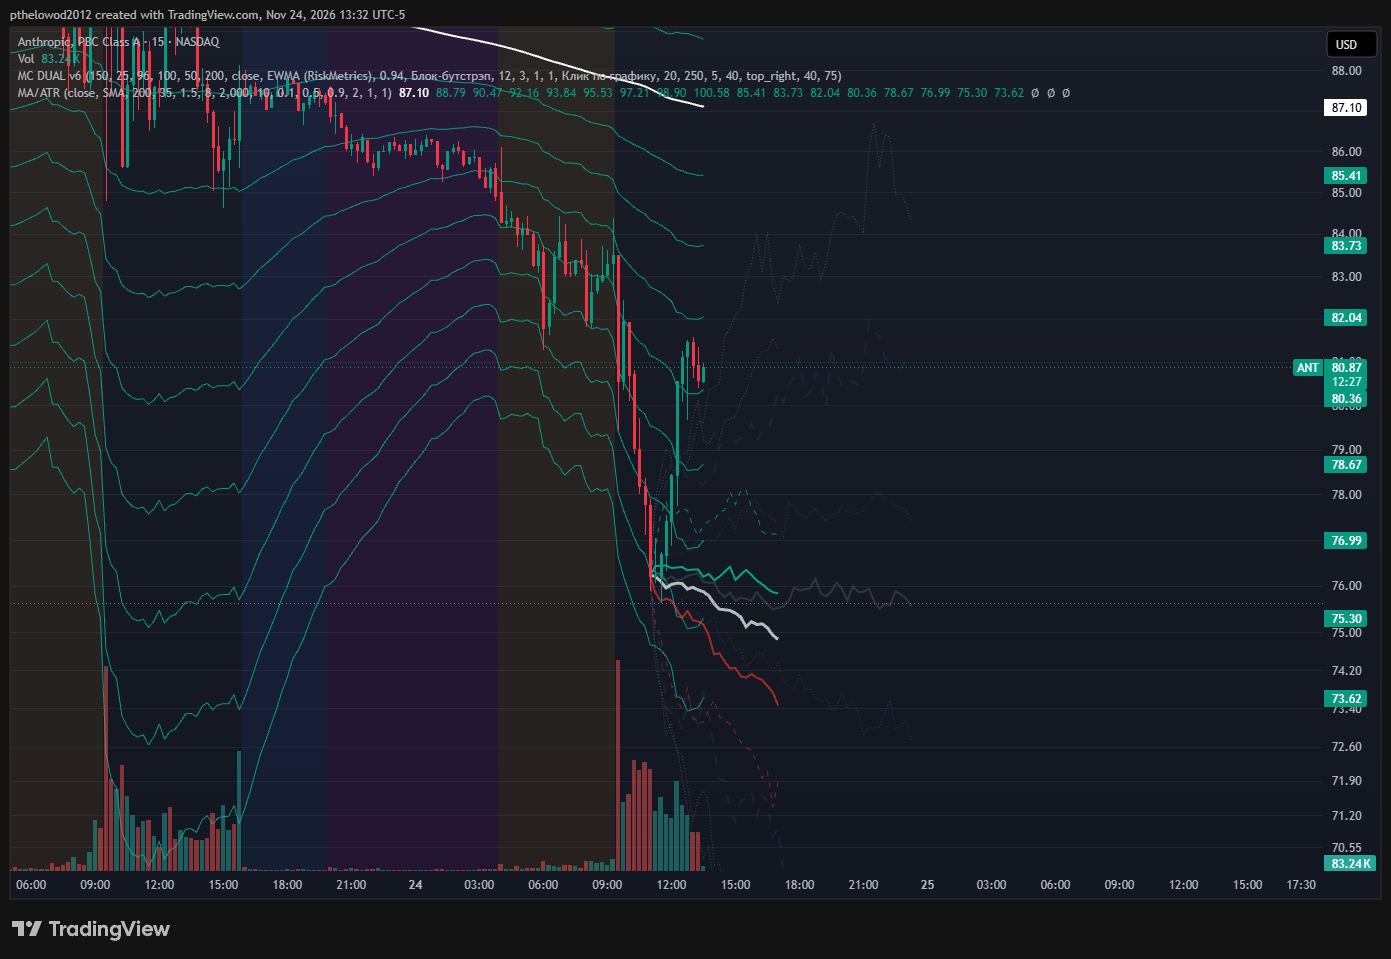 pthelowod2012 created with TradingView.com, Nov 24, 2026 13:32 UTC-5
Anthropic, PBC Class A · 15 · NASDAQ
Vol 83.24K
MC DUAL v6 (150, 25, 96, 100, 50, 200, close, EWMA (RiskMetrics), 0.94, Блок-бутстрэп, 12, 3, 1, 1, Клик по графику, 20, 250, 5, 40, top_right, 40, 75)
MA/ATR (close, SMA, 200, 35, 1.5, 8, 2,000, 10, 0.1, 0.5, 0.9, 2, 1, 1) 87.10 88.79 90.47 92.16 93.84 95.53 97.21 98.90 100.58 85.41 83.73 82.04 80.36 78.67 76.99 75.30 73.62 Ø Ø Ø
USD
88.00
87.10
86.00
85.41
85.00
84.00
83.73
83.00
82.04
ANT 80.87
12:27
80.36
79.00
78.67
78.00
76.99
76.00
75.30
75.00
74.20
73.62
73.40
72.60
71.90
71.20
70.55
83.24K
06:00 09:00 12:00 15:00 18:00 21:00 24 03:00 06:00 09:00 12:00 15:00 18:00 21:00 25 03:00 06:00 09:00 12:00 15:00 17:30
TradingView